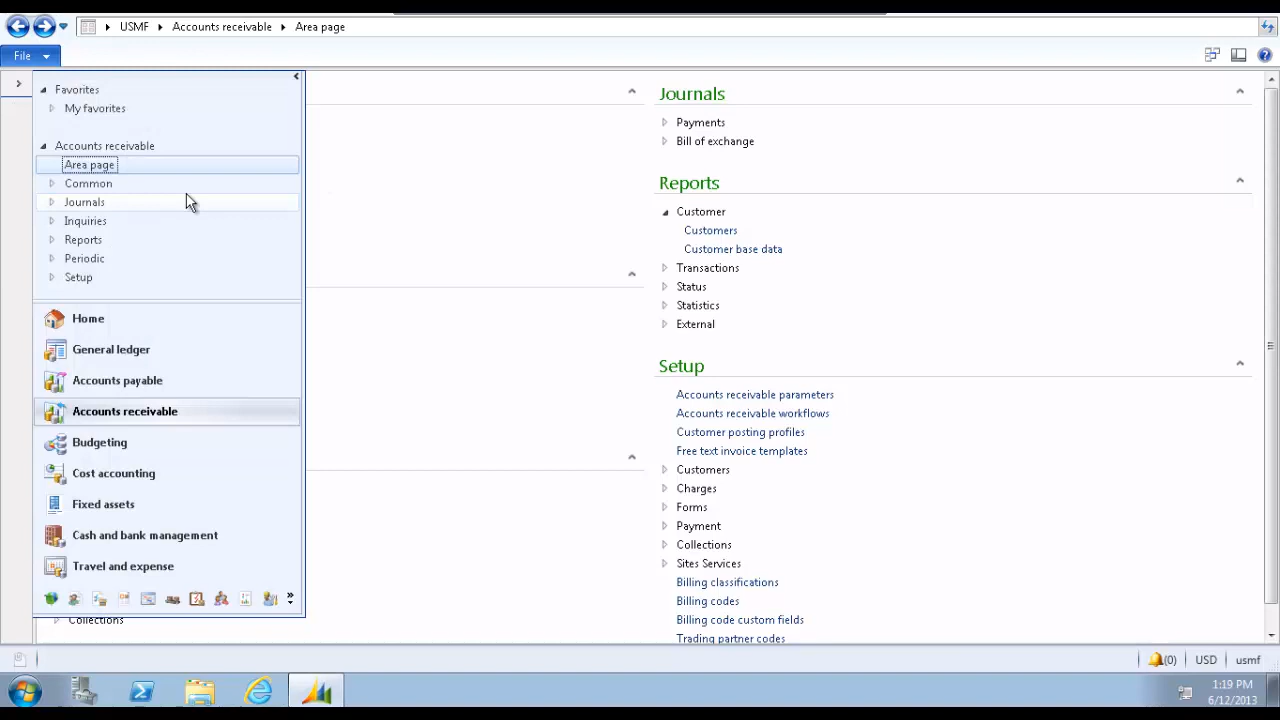 USMF
Accounts receivable
Area page
File
Favorites
My favorites
Accounts receivable
Area page
Common
Journals
Inquiries
Reports
Periodic
Setup
Home
General ledger
Accounts payable
Accounts receivable
Budgeting
Cost accounting
Fixed assets
Cash and bank management
Travel and expense
Collections
Journals
Payments
Bill of exchange
Reports
Customer
Customers
Customer base data
Transactions
Status
Statistics
External
Setup
Accounts receivable parameters
Accounts receivable workflows
Customer posting profiles
Free text invoice templates
Customers
Charges
Forms
Payment
Collections
Sites Services
Billing classifications
Billing codes
Billing code custom fields
Trading partner codes
(0)
USD
usmf
1:19 PM
6/12/2013